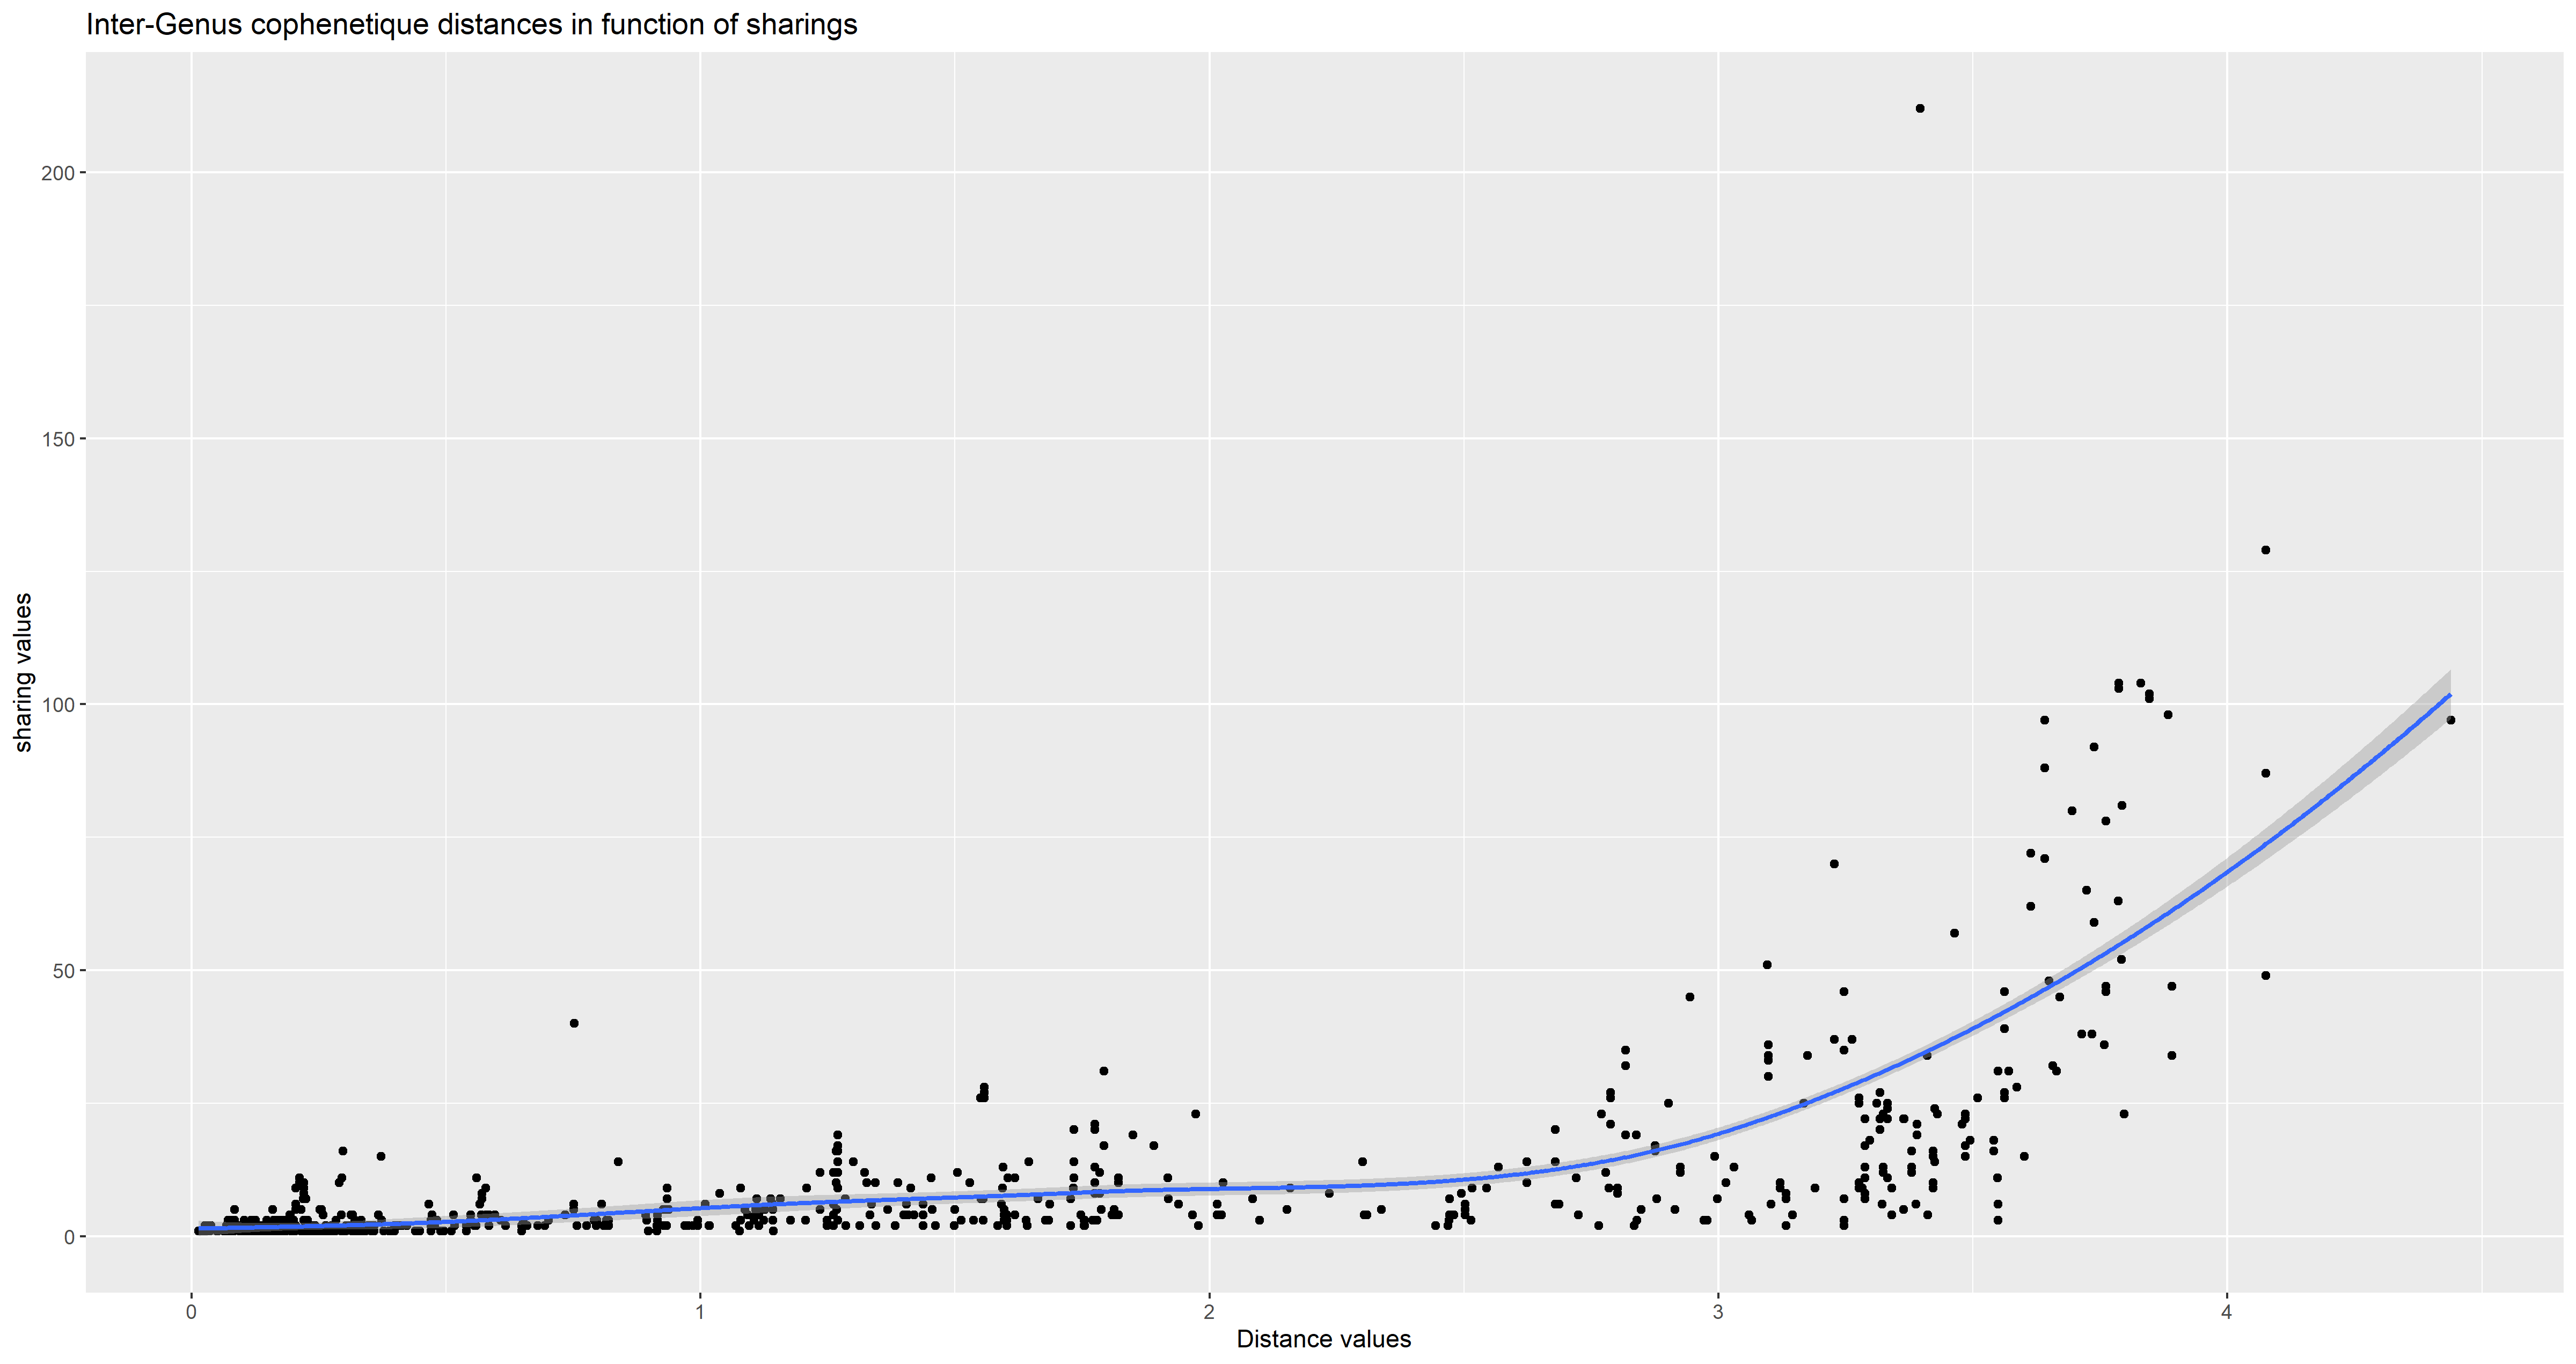 Inter-Genus cophenetique distances in function of sharings
200
150
100
50
0
sharing values
0 1 2 3 4
Distance values